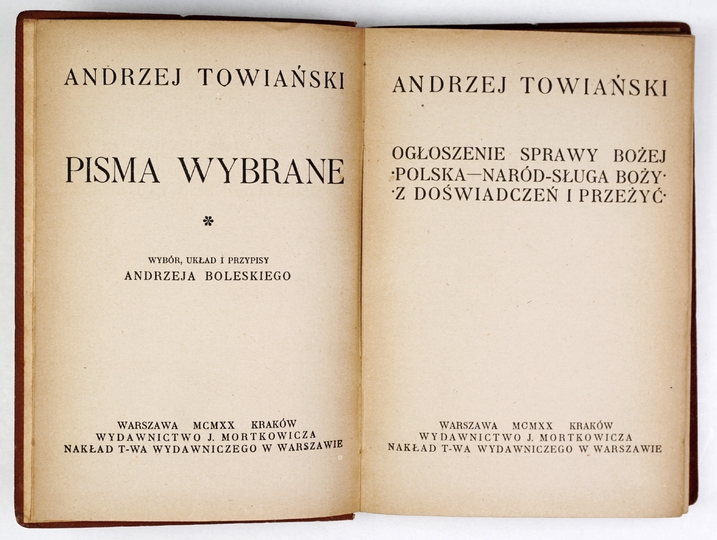 ANDRZEJ TOWIAŃSKI
PISMA WYBRANE
*
WYBÓR, UKŁAD I PRZYPISY
ANDRZEJA BOLESKIEGO
WARSZAWA MCMXX KRAKÓW
WYDAWNICTWO J. MORTKOWICZA
NAKŁAD T-WA WYDAWNICZEGO W WARSZAWIE
ANDRZEJ TOWIAŃSKI
OGŁOSZENIE SPRAWY BOŻEJ
·POLSKA—NARÓD-SŁUGA BOŻY·
·Z DOŚWIADCZEŃ I PRZEŻYĆ·
WARSZAWA MCMXX KRAKÓW
WYDAWNICTWO J. MORTKOWICZA
NAKŁAD T-WA WYDAWNICZEGO W WARSZAWIE